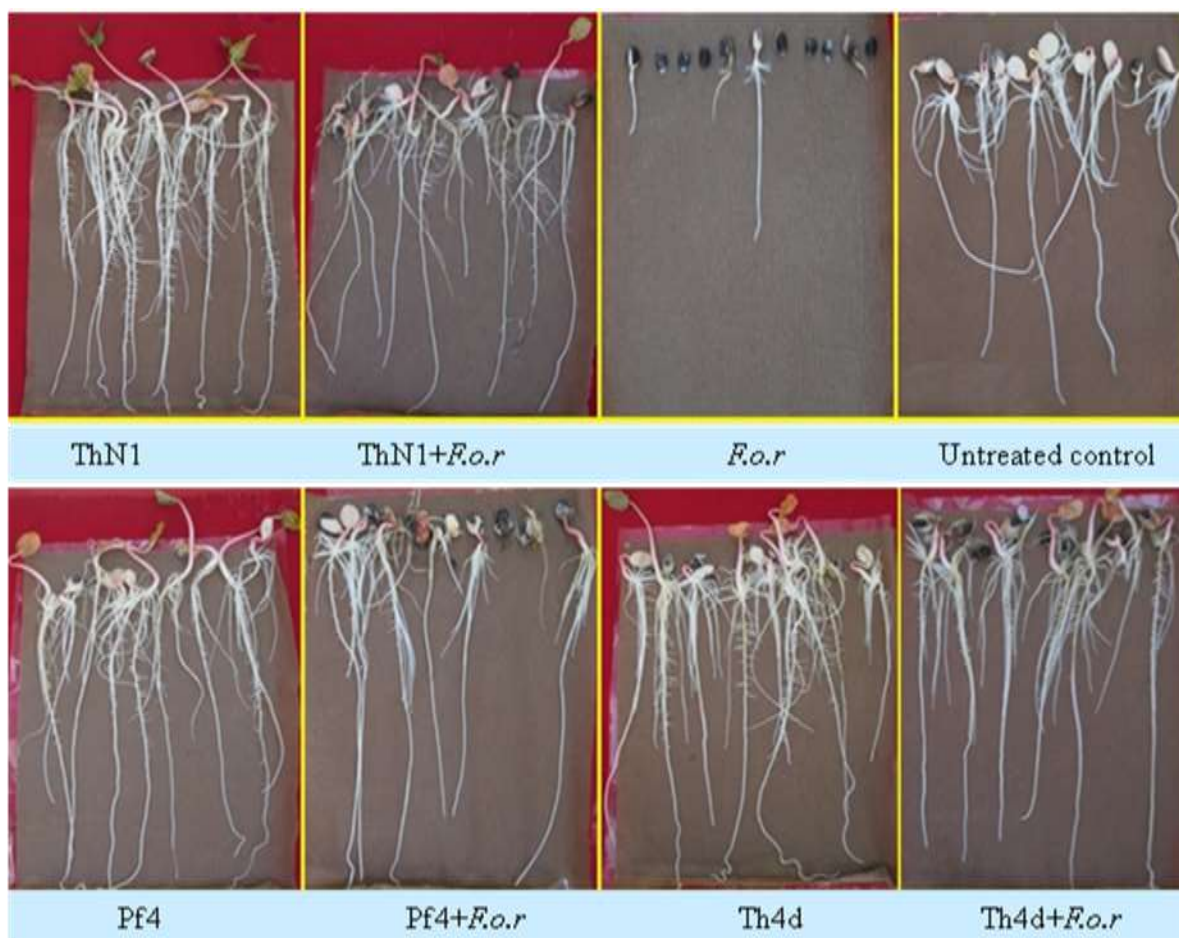 ThN1
ThN1+F.o.r
F.o.r
Untreated control
Pf4
Pf4+F.o.r
Th4d
Th4d+F.o.r